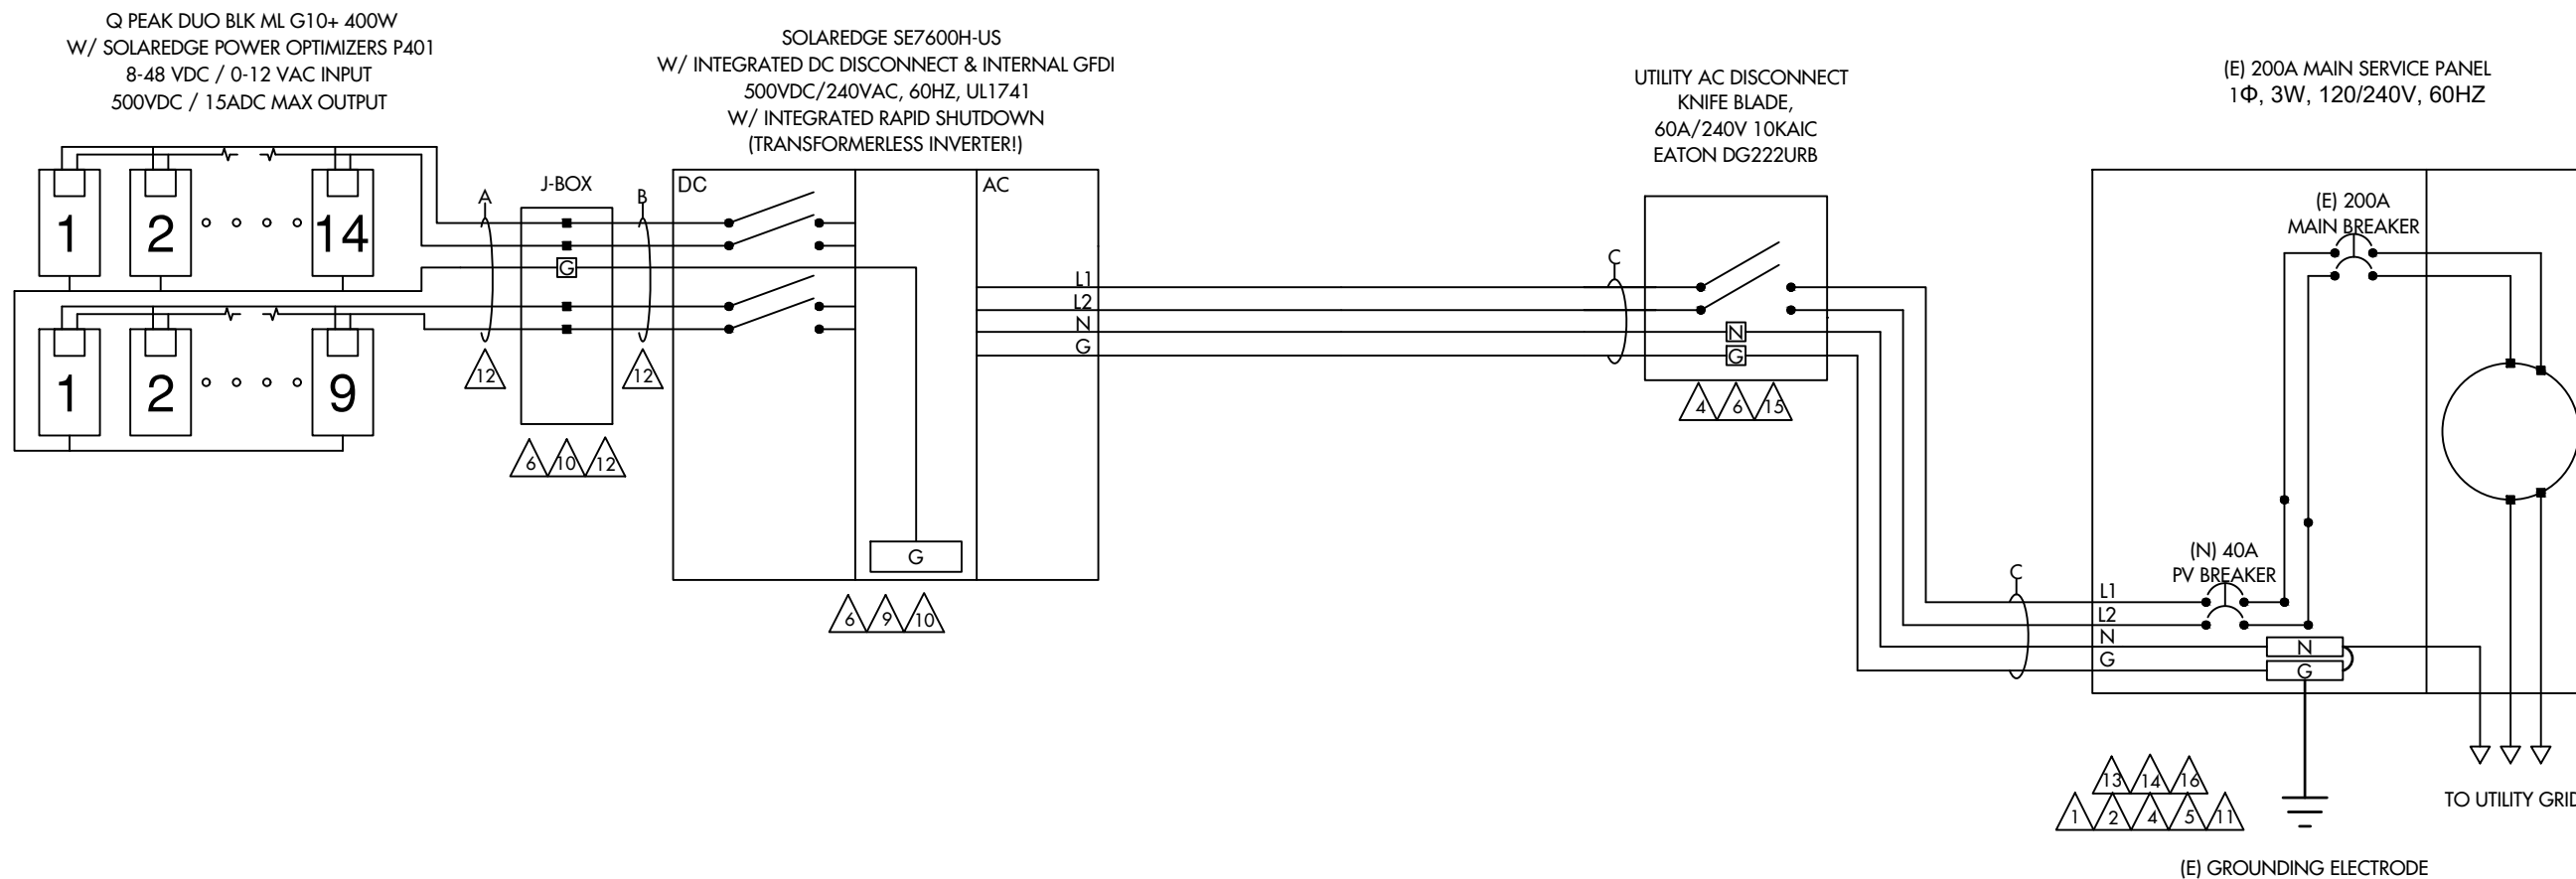 Q PEAK DUO BLK ML G10+ 400W
W/ SOLAREDGE POWER OPTIMIZERS P401
8-48 VDC / 0-12 VAC INPUT
500VDC / 15ADC MAX OUTPUT
SOLAREDGE SE7600H-US
W/ INTEGRATED DC DISCONNECT & INTERNAL GFDI
500VDC/240VAC, 60HZ, UL1741
W/ INTEGRATED RAPID SHUTDOWN
(TRANSFORMERLESS INVERTER!)
UTILITY AC DISCONNECT
KNIFE BLADE,
60A/240V 10KAIC
EATON DG222URB
(E) 200A MAIN SERVICE PANEL
1Φ, 3W, 120/240V, 60HZ
1 2 14
1 2 9
A
J-BOX
B
G
12
12
6 10 12
DC
AC
L1
L2
N
G
G
6 9 10
C
N
G
4 6 15
(E) 200A
MAIN BREAKER
(N) 40A
PV BREAKER
C
L1
L2
N
G
N
G
13 14 16
1 2 4 5 11
TO UTILITY GRID
(E) GROUNDING ELECTRODE